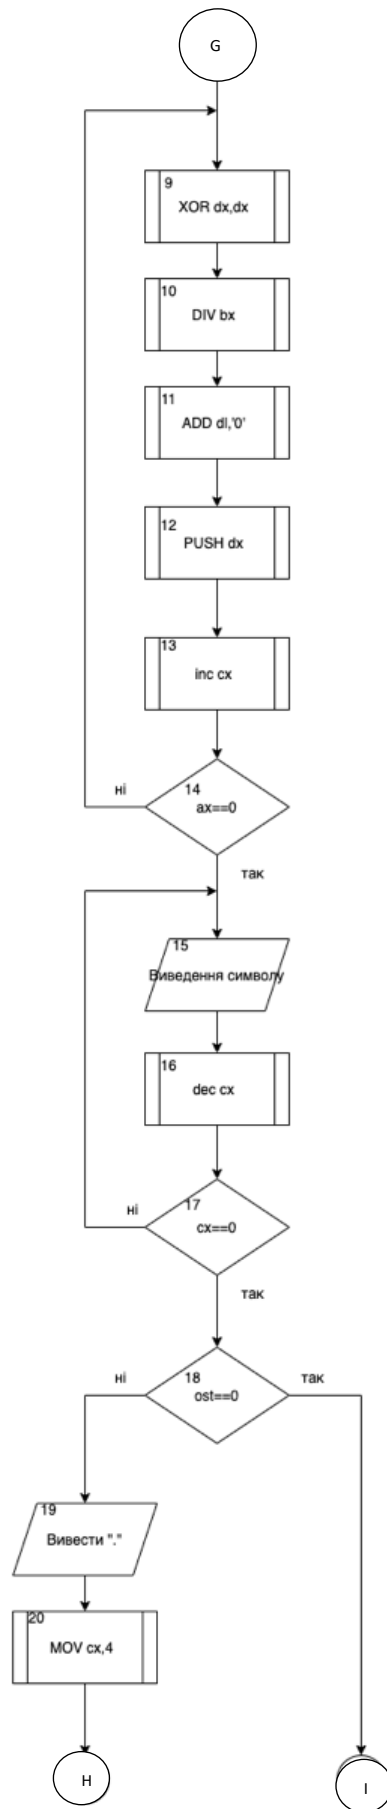 G
9
XOR dx,dx
10
DIV bx
11
ADD dl,'0'
12
PUSH dx
13
inc cx
ні
14
ax==0
так
15
Виведення символу
16
dec cx
ні
17
cx==0
так
ні
18
ost==0
так
19
Вивести "."
20
MOV cx,4
H
I